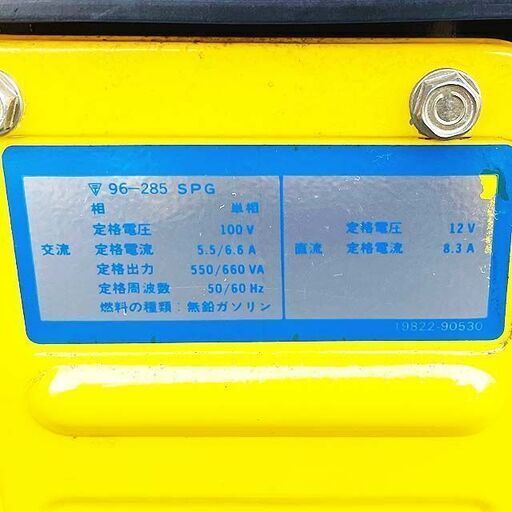 96-285 SPG
相 単相
定格電圧 100 V
交流 定格電流 5.5/6.6 A
定格出力 550/660 VA
定格周波数 50/60 Hz
燃料の種類：無鉛ガソリン
定格電圧 12 V
直流 定格電流 8.3 A
19822-90530